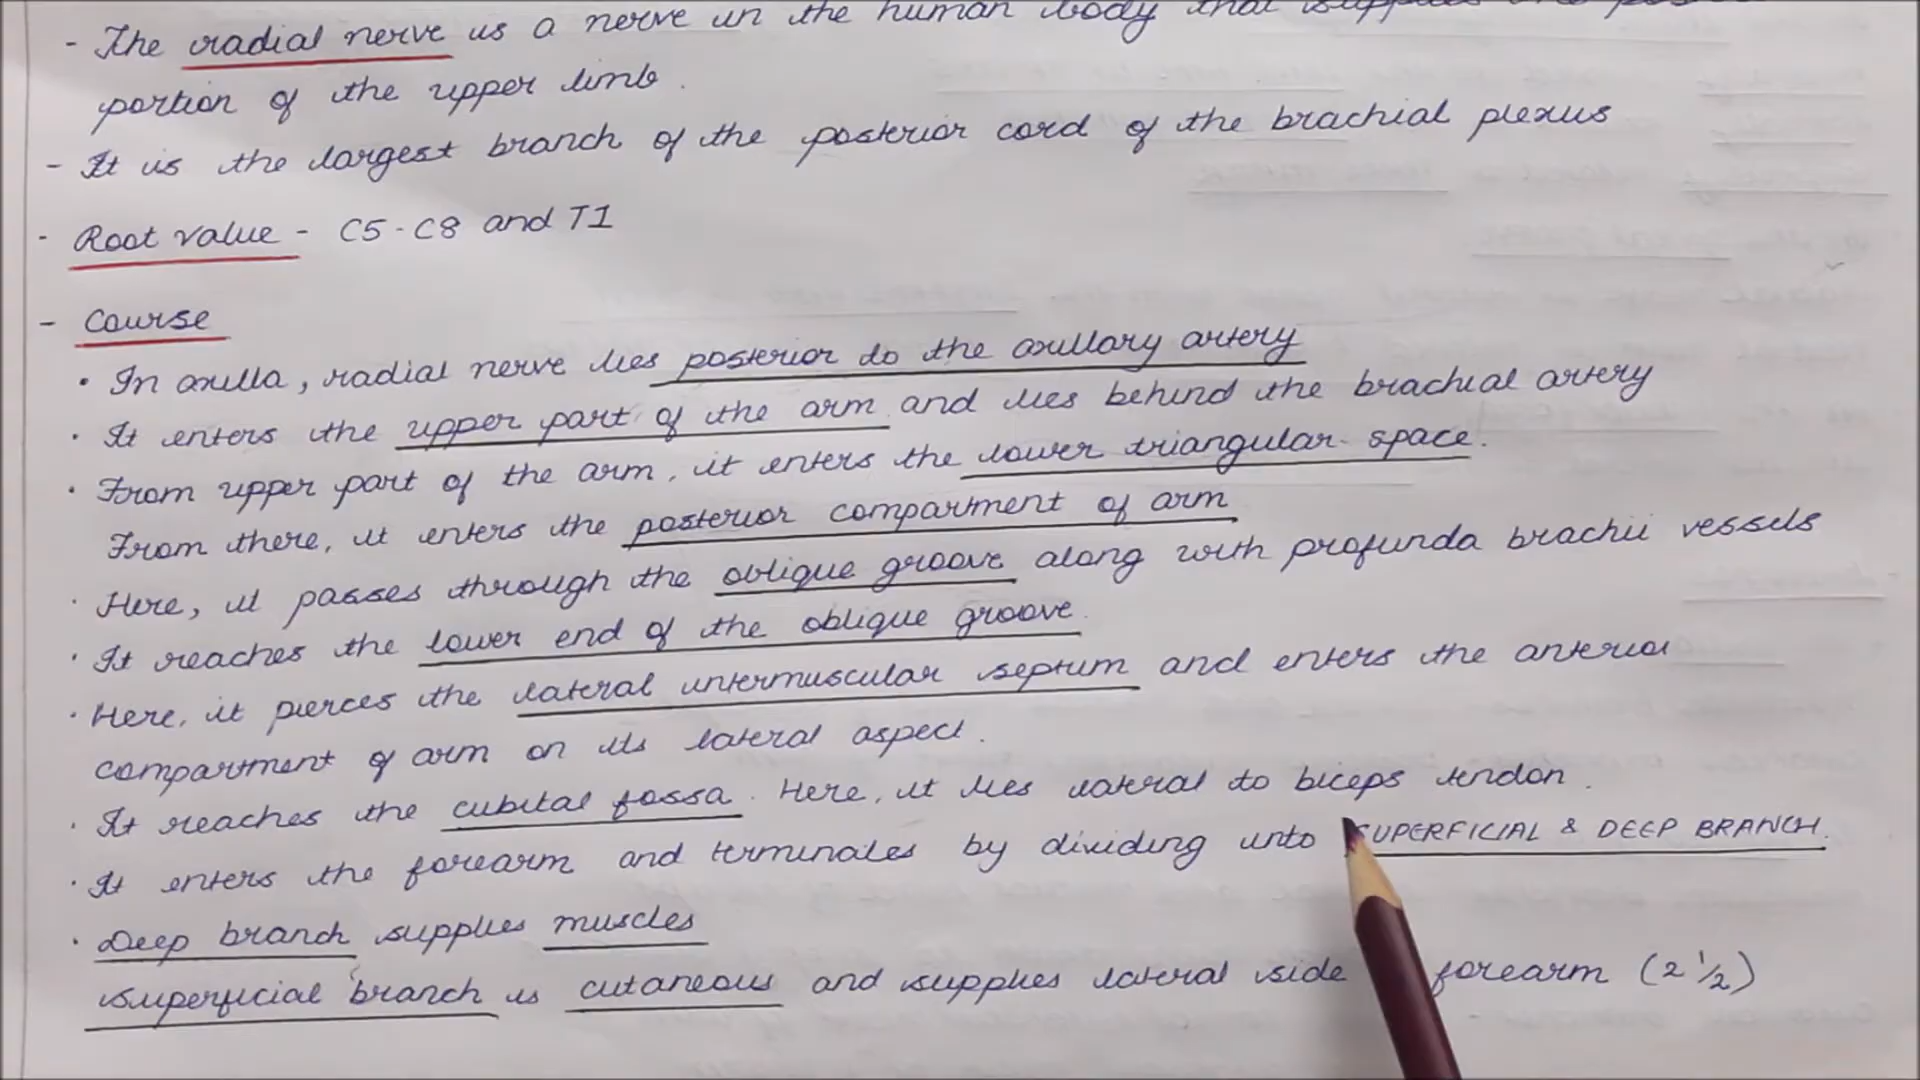 - The radial nerve is a nerve in the human body that supplies the
portion of the upper limb.
- It is the largest branch of the posterior cord of the brachial plexus
- Root value - C5-C8 and T1
- Course
• In axilla, radial nerve lies posterior to the axillary artery
• It enters the upper part of the arm and lies behind the brachial artery
• From upper part of the arm, it enters the lower triangular space.
From there, it enters the posterior compartment of arm
• Here, it passes through the oblique groove along with profunda brachii vessels
• It reaches the lower end of the oblique groove.
• Here, it pierces the lateral intermuscular septum and enters the anterior
compartment of arm on its lateral aspect.
• It reaches the cubital fossa. Here, it lies lateral to biceps tendon.
• It enters the forearm and terminates by dividing into SUPERFICIAL & DEEP BRANCH.
• Deep branch supplies muscles
Superficial branch is cutaneous and supplies lateral side forearm (2 1/2)